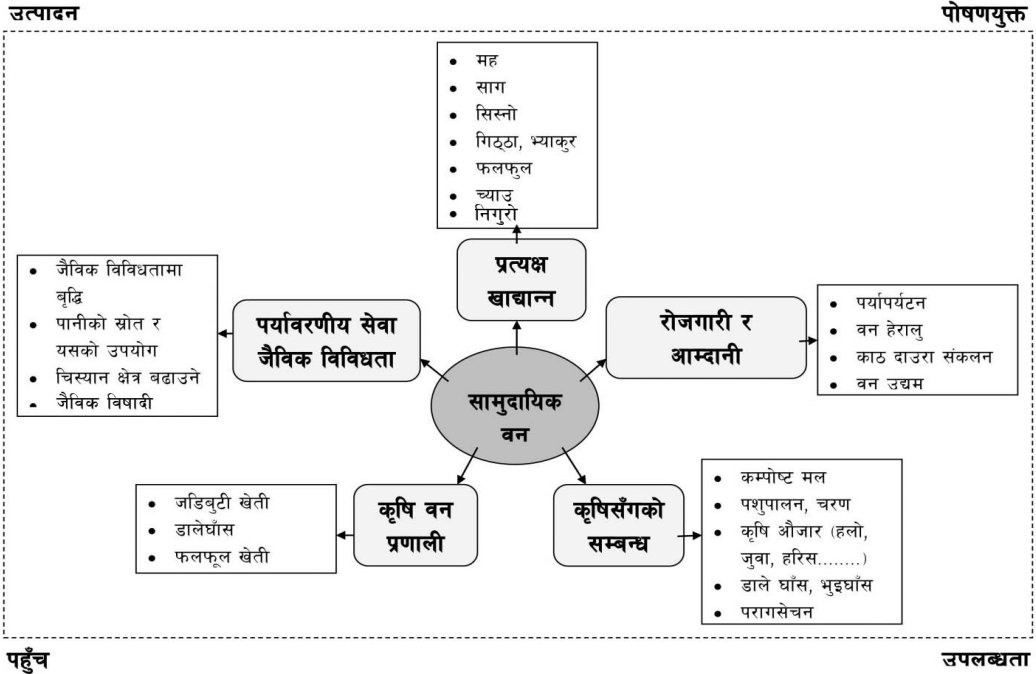 उत्पादन
पोषणयुक्त
मह
साग
सिस्नो
गिठ्ठा, भ्याकुर
फलफुल
च्याउ
निगुरो
प्रत्यक्ष
खाद्यान्न
जैविक विविधतामा
बृद्धि
पानीको स्रोत र
यसको उपयोग
चिस्यान क्षेत्र बढाउने
जैविक विषादी
पर्यावरणीय सेवा
जैविक विविधता
रोजगारी र
आम्दानी
पर्यापर्यटन
वन हेरालु
काठ दाउरा संकलन
वन उद्यम
सामुदायिक
वन
जडिबुटी खेती
डालेघाँस
फलफूल खेती
कृषि वन
प्रणाली
कृषिसँगको
सम्बन्ध
कम्पोष्ट मल
पशुपालन, चरण
कृषि औजार (हलो,
जुवा, हरिस........)
डाले घाँस, भुइघाँस
परागसेचन
पहुँच
उपलब्धता